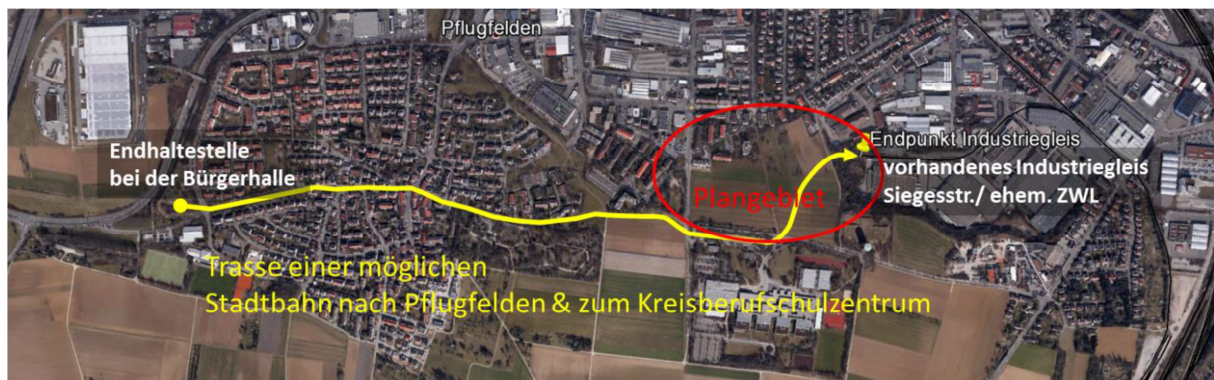 Pflugfelden
Endhaltestelle
bei der Bürgerhalle
Endpunkt Industriegleis
vorhandenes Industriegleis
Siegesstr./ ehem. ZWL
Plangebiet
Trasse einer möglichen
Stadtbahn nach Pflugfelden & zum Kreisberufschulzentrum